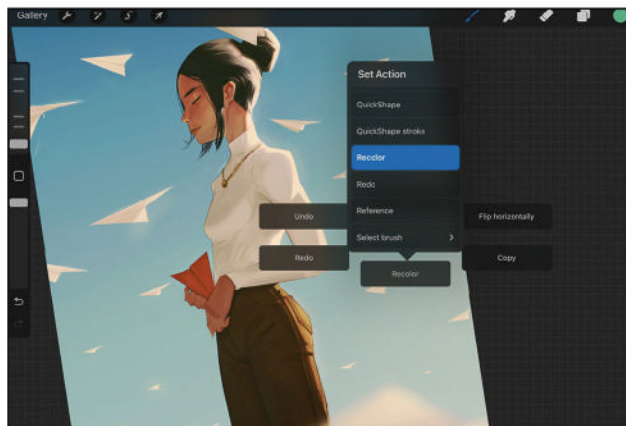 Gallery
Set Action
QuickShape
QuickShape stroke
Recolor
Redo
Reference
Select brush
Undo
Redo
Recolor
Flip horizontally
Copy